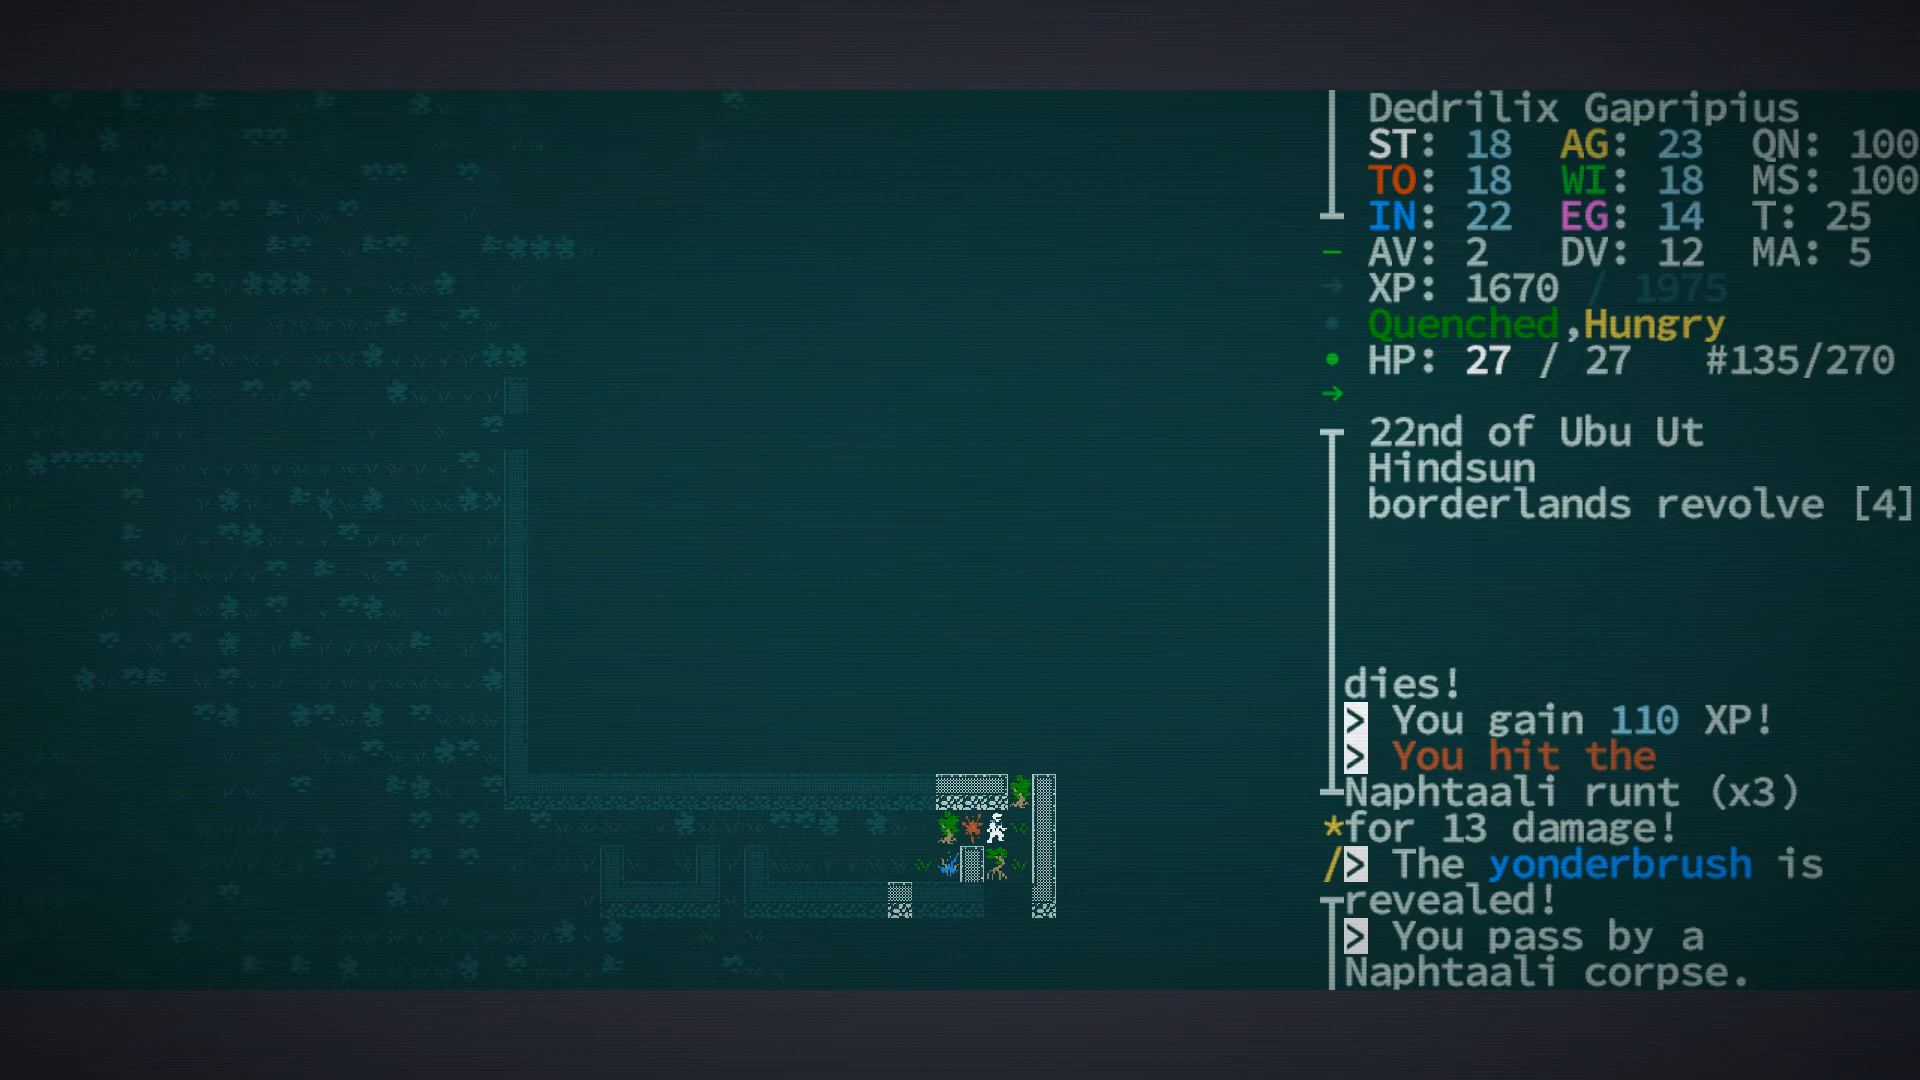 Dedrilix Gapripius
ST: 18 AG: 23 QN: 100
TO: 18 WI: 18 MS: 100
IN: 22 EG: 14 T: 25
AV: 2 DV: 12 MA: 5
XP: 1670 / 1975
Quenched,Hungry
HP: 27 / 27 #135/270
22nd of Ubu Ut
Hindsun
borderlands revolve [4]
dies!
> You gain 110 XP!
> You hit the
Naphtaali runt (x3)
for 13 damage!
> The yonderbrush is
revealed!
> You pass by a
Naphtaali corpse.